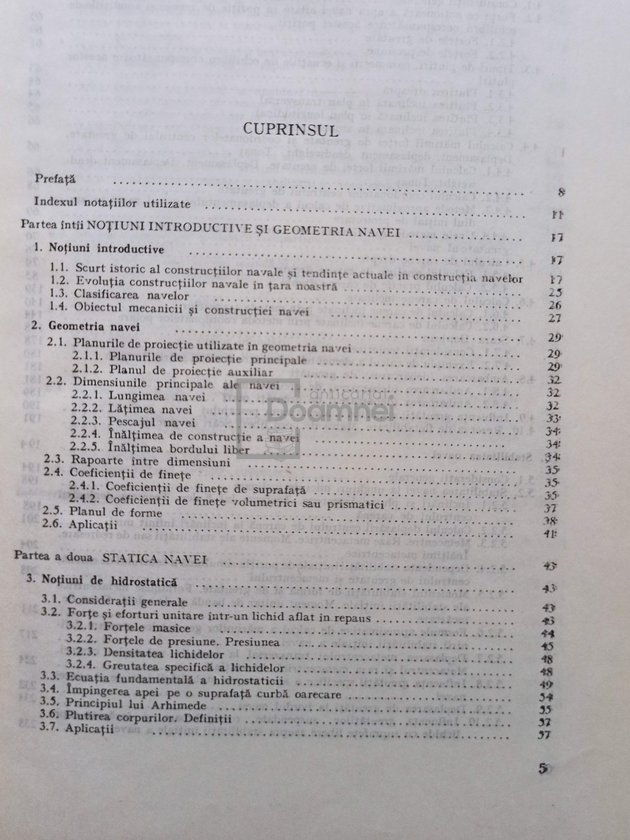 CUPRINSUL
Prefață .......... 8
Indexul notațiilor utilizate .......... 11
Partea întîi NOȚIUNI INTRODUCTIVE ȘI GEOMETRIA NAVEI .......... 17
1. Noțiuni introductive .......... 17
1.1. Scurt istoric al construcțiilor navale și tendințe actuale in construcția navelor 17
1.2. Evoluția construcțiilor navale in țara noastră .......... 25
1.3. Clasificarea navelor .......... 26
1.4. Obiectul mecanicii și construcției navei .......... 27
2. Geometria navei .......... 29
2.1. Planurile de proiecție utilizate in geometria navei .......... 29
2.1.1. Planurile de proiecție principale .......... 29
2.1.2. Planul de proiecție auxiliar .......... 32
2.2. Dimensiunile principale ale navei .......... 32
2.2.1. Lungimea navei .......... 32
2.2.2. Lățimea navei .......... 33
2.2.3. Pescajul navei .......... 34
2.2.4. Înălțimea de construcție a navei .......... 34
2.2.5. Înălțimea bordului liber .......... 34
2.3. Rapoarte între dimensiuni .......... 35
2.4. Coeficienții de finețe .......... 35
2.4.1. Coeficienții de finețe de suprafață .......... 35
2.4.2. Coeficienții de finețe volumetrici sau prismatici .......... 37
2.5. Planul de forme .......... 38
2.6. Aplicații .......... 41
Partea a doua STATICA NAVEI .......... 43
3. Noțiuni de hidrostatică .......... 43
3.1. Considerații generale .......... 43
3.2. Forțe și eforturi unitare intr-un lichid aflat in repaus .......... 43
3.2.1. Forțele masice .......... 44
3.2.2. Forțele de presiune. Presiunea .......... 45
3.2.3. Densitatea lichidelor .......... 48
3.2.4. Greutatea specifică a lichidelor .......... 48
3.3. Ecuația fundamentală a hidrostaticii .......... 49
3.4. Împingerea apei pe o suprafață curbă oarecare .......... 54
3.5. Principiul lui Arhimede .......... 55
3.6. Plutirea corpurilor. Definiții .......... 57
3.7. Aplicații .......... 57
5
anticariat
Doamnei